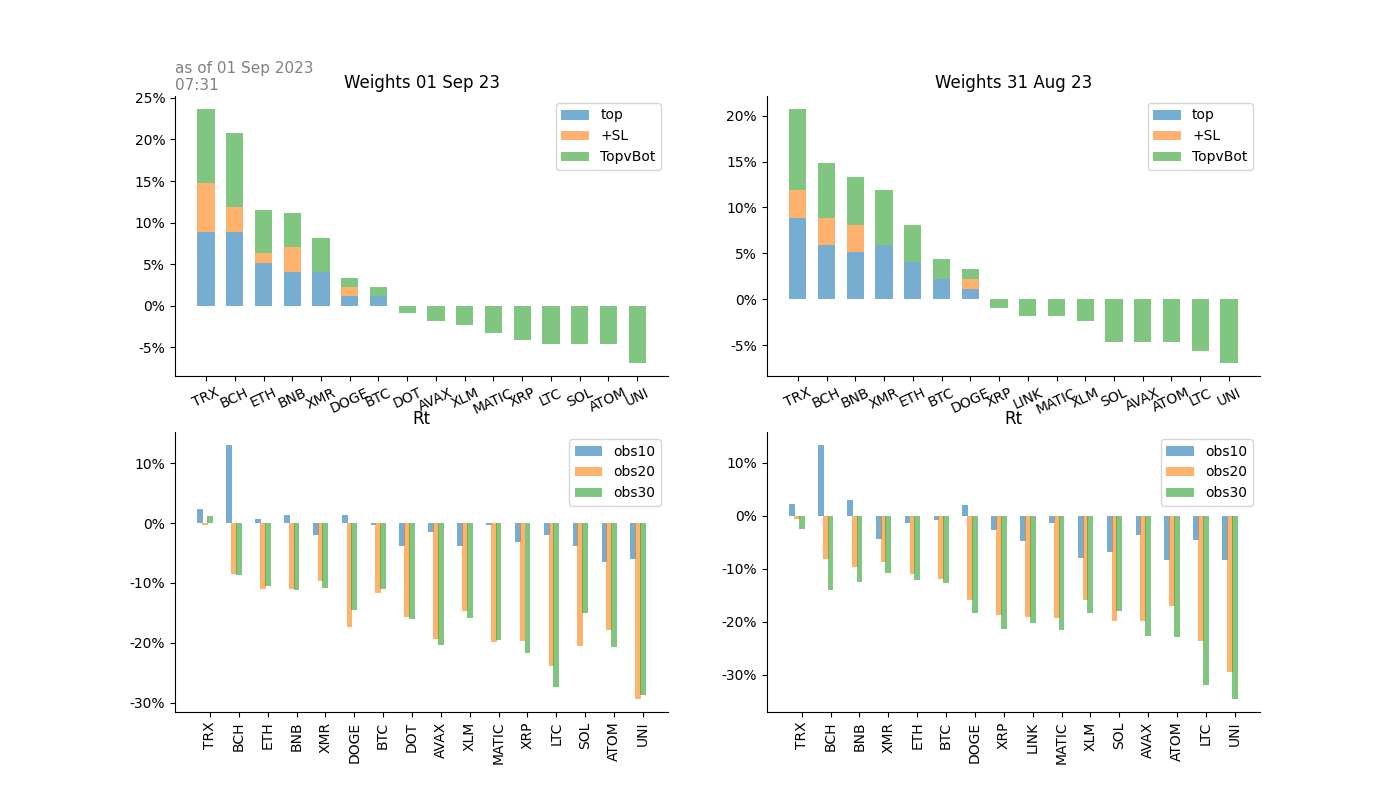 as of 01 Sep 2023
07:31
Weights 01 Sep 23
25%
20%
15%
10%
5%
0%
-5%
top
+SL
TopvBot
TRX BCH ETH BNB XMR DOGE BTC DOT AVAX XLM MATIC XRP LTC SOL ATOM UNI
Weights 31 Aug 23
20%
15%
10%
5%
0%
-5%
top
+SL
TopvBot
TRX BCH BNB XMR ETH BTC DOGE XRP LINK MATIC XLM SOL AVAX ATOM LTC UNI
Rt
10%
0%
-10%
-20%
-30%
obs10
obs20
obs30
TRX BCH ETH BNB XMR DOGE BTC DOT AVAX XLM MATIC XRP LTC SOL ATOM UNI
Rt
10%
0%
-10%
-20%
-30%
obs10
obs20
obs30
TRX BCH BNB XMR ETH BTC DOGE XRP LINK MATIC XLM SOL AVAX ATOM LTC UNI